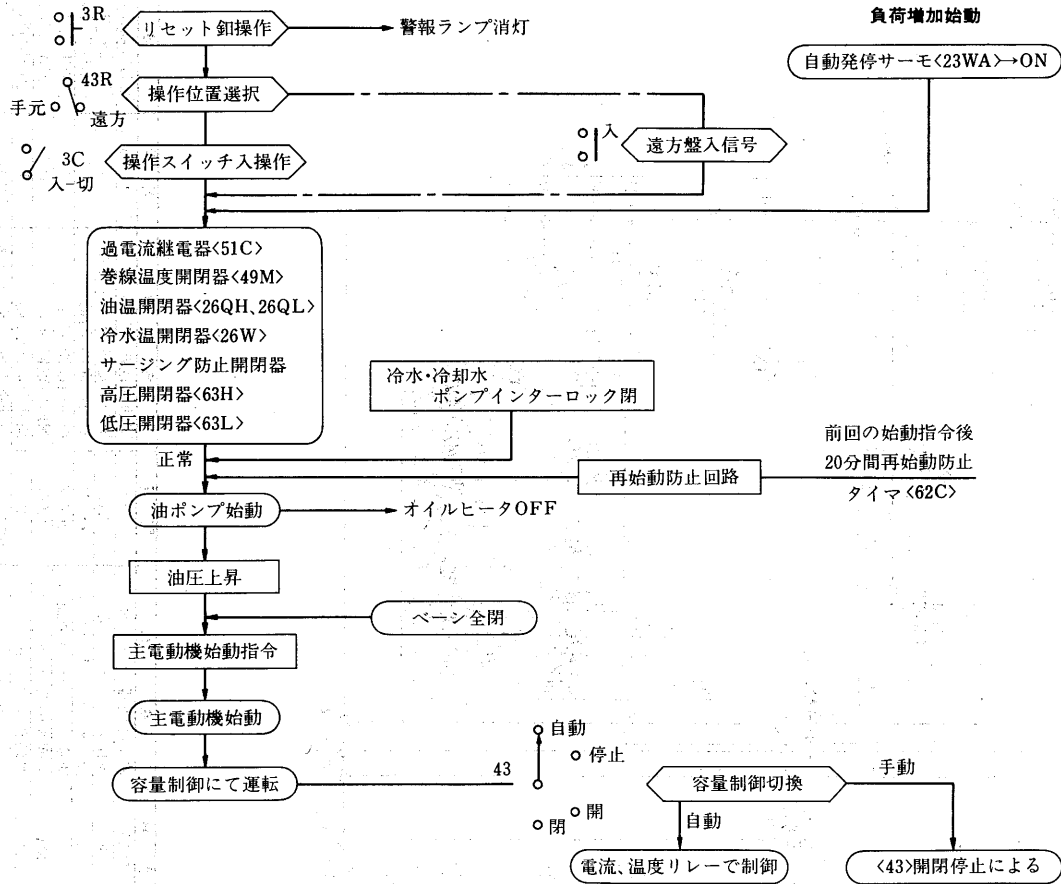 3R
リセット釦操作
警報ランプ消灯
負荷増加始動
自動発停サーモ<23WA>→ON
43R
手元
遠方
操作位置選択
入
遠方盤入信号
3C
入-切
操作スイッチ入操作
過電流継電器<51C>
巻線温度開閉器<49M>
油温開閉器<26QH、26QL>
冷水温開閉器<26W>
サージング防止開閉器
高圧開閉器<63H>
低圧開閉器<63L>
冷水・冷却水
ポンプインターロック閉
正常
前回の始動指令後
20分間再始動防止
タイマ<62C>
再始動防止回路
油ポンプ始動
オイルヒータOFF
油圧上昇
ベーン全閉
主電動機始動指令
主電動機始動
容量制御にて運転
43
自動
停止
開
閉
容量制御切換
手動
自動
電流、温度リレーで制御
<43>開閉停止による